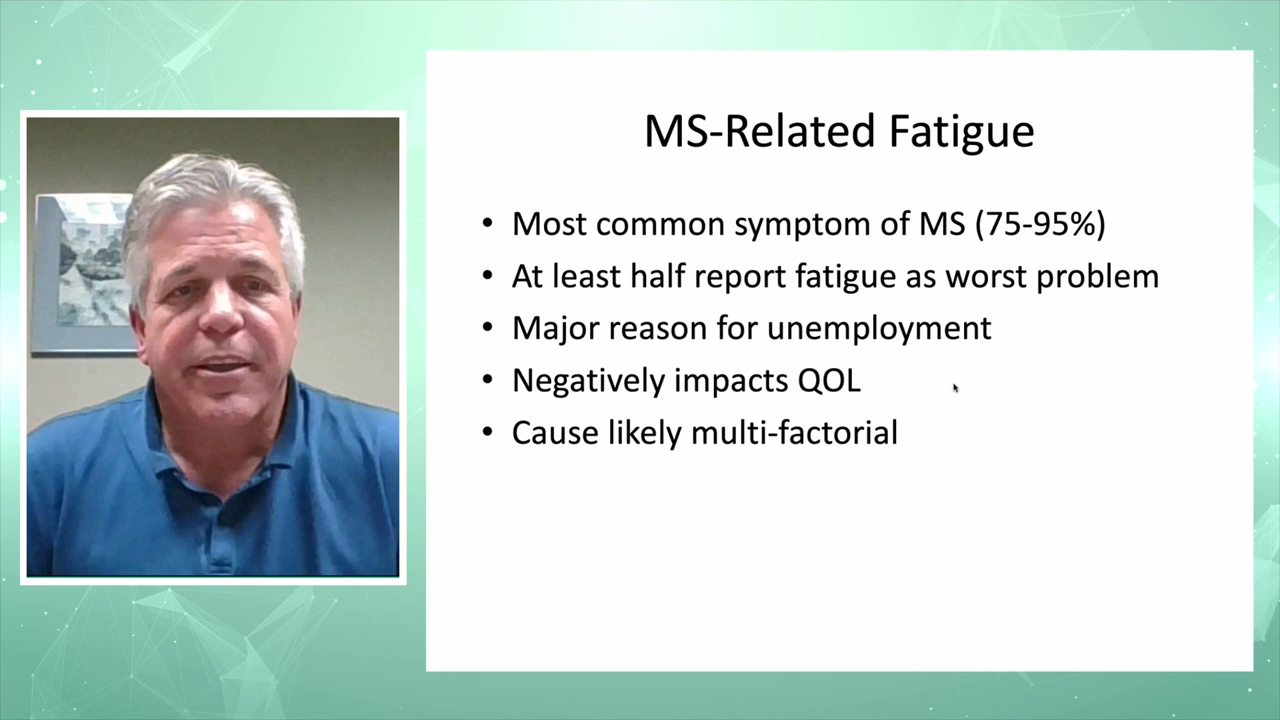 MS-Related Fatigue
• Most common symptom of MS (75-95%)
• At least half report fatigue as worst problem
• Major reason for unemployment
• Negatively impacts QOL
• Cause likely multi-factorial